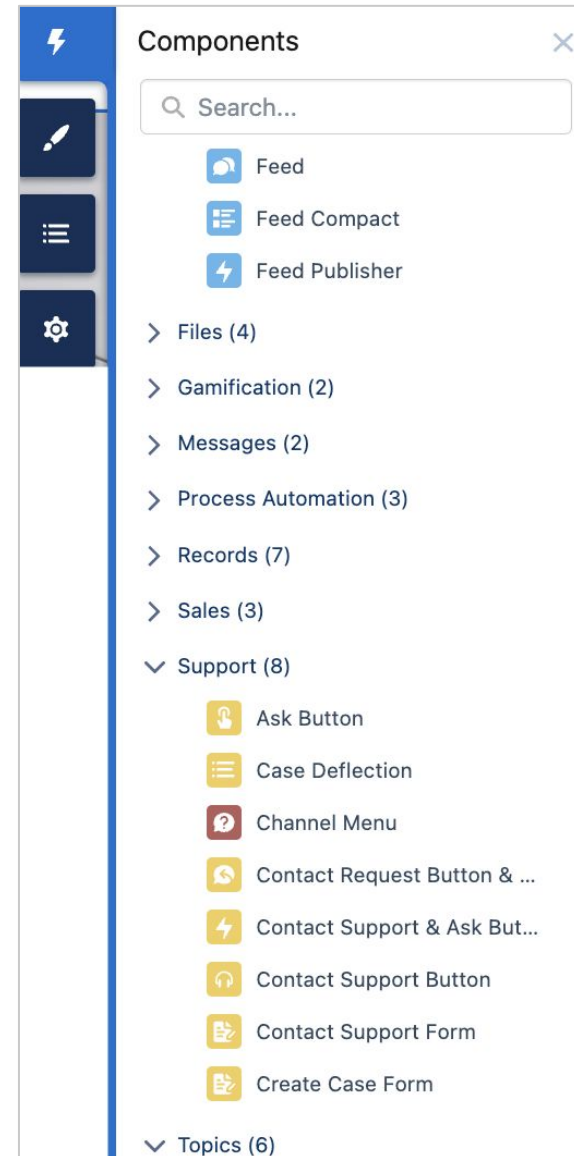 Components
Search...
Feed
Feed Compact
Feed Publisher
Files (4)
Gamification (2)
Messages (2)
Process Automation (3)
Records (7)
Sales (3)
Support (8)
Ask Button
Case Deflection
Channel Menu
Contact Request Button & ...
Contact Support & Ask But...
Contact Support Button
Contact Support Form
Create Case Form
Topics (6)